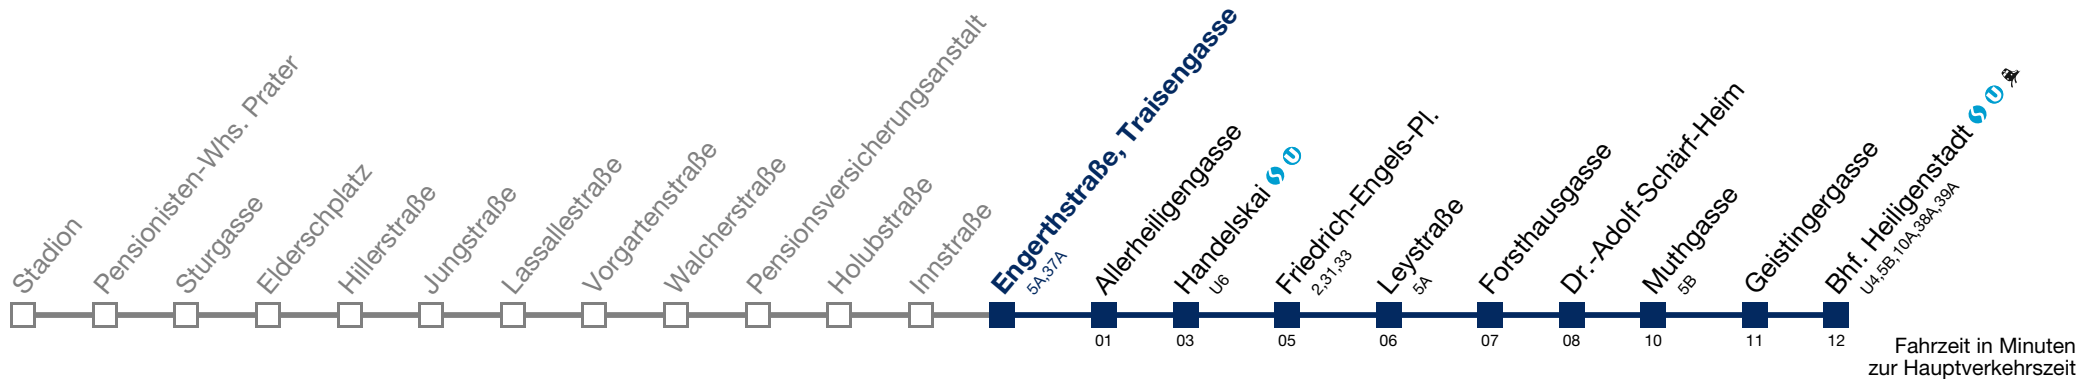 Stadion
Pensionisten-Whs. Prater
Sturgasse
Elderschplatz
Hillerstraße
Jungstraße
Lassallestraße
Vorgartenstraße
Walcherstraße
Pensionsversicherungsanstalt
Holubstraße
Innstraße
Engerthstraße, Traisengasse
5A,37A
Allerheiligengasse
01
Handelskai S U
U6
03
Friedrich-Engels-Pl.
2,31,33
05
Leystraße
5A
06
Forsthausgasse
07
Dr.-Adolf-Schärf-Heim
08
Muthgasse
5B
10
Geistingergasse
11
Bhf. Heiligenstadt S U
U4,5B,10A,38A,39A
12
Fahrzeit in Minuten
zur Hauptverkehrszeit